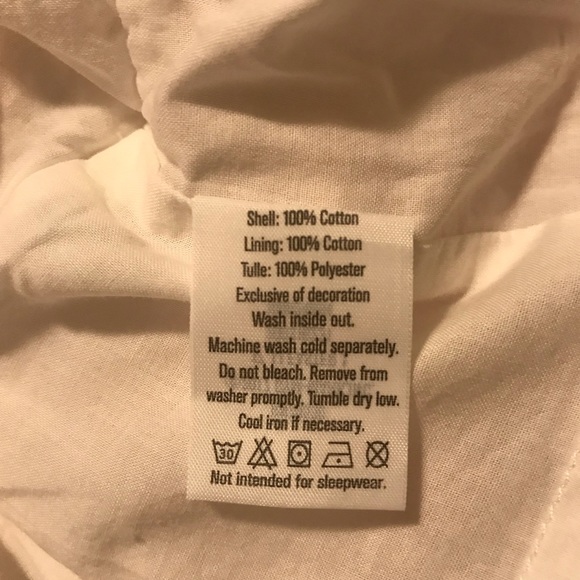 Shell: 100% Cotton
Lining: 100% Cotton
Tulle: 100% Polyester
Exclusive of decoration
Wash inside out.
Machine wash cold separately.
Do not bleach. Remove from
washer promptly. Tumble dry low.
Cool iron if necessary.
30
Not intended for sleepwear.